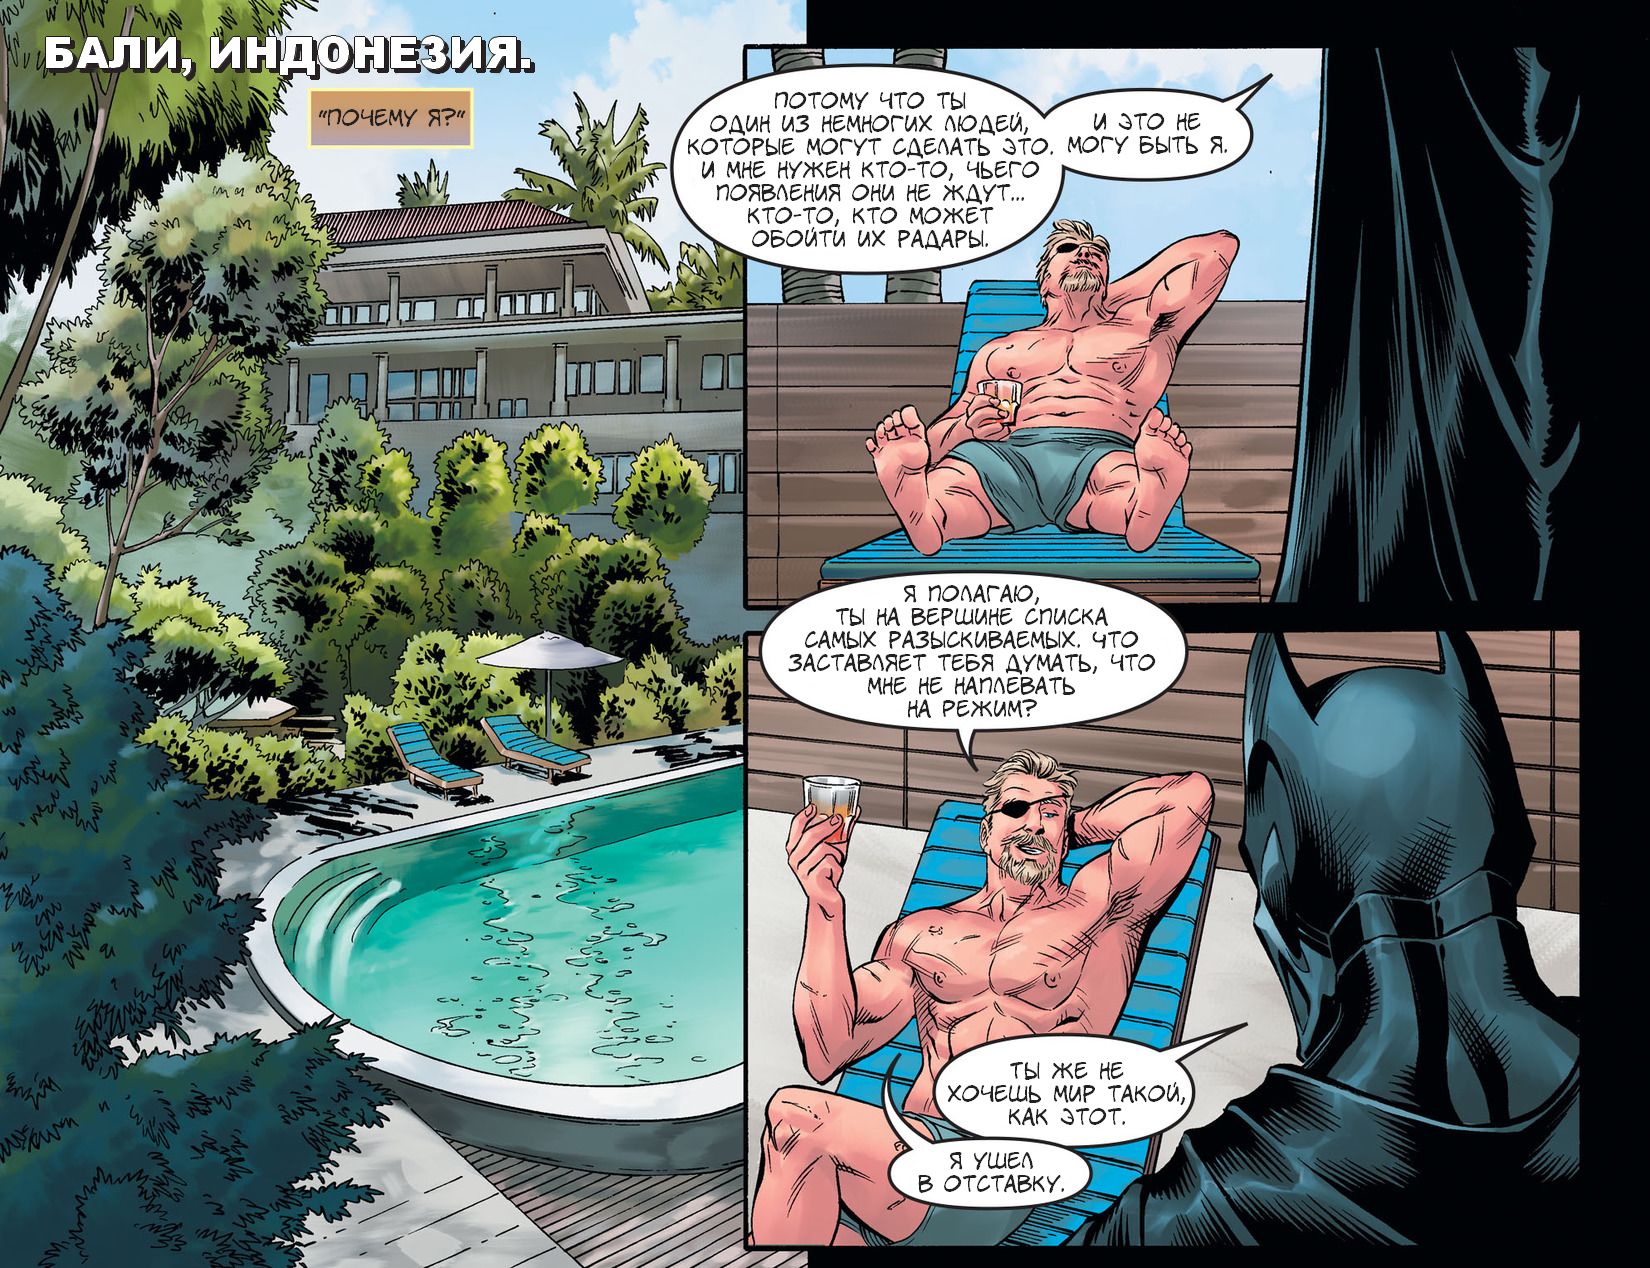 БАЛИ, ИНДОНЕЗИЯ.
"ПОЧЕМУ Я?"
ПОТОМУ ЧТО ТЫ
ОДИН ИЗ НЕМНОГИХ ЛЮДЕЙ,
КОТОРЫЕ МОГУТ СДЕЛАТЬ ЭТО.
И МНЕ НУЖЕН КТО-ТО, ЧЬЕГО
ПОЯВЛЕНИЯ ОНИ НЕ ЖДУТ...
КТО-ТО, КТО МОЖЕТ
ОБОЙТИ ИХ РАДАРЫ.
И ЭТО НЕ
МОГУ БЫТЬ Я.
Я ПОЛАГАЮ,
ТЫ НА ВЕРШИНЕ СПИСКА
САМЫХ РАЗЫСКИВАЕМЫХ. ЧТО
ЗАСТАВЛЯЕТ ТЕБЯ ДУМАТЬ, ЧТО
МНЕ НЕ НАПЛЕВАТЬ
НА РЕЖИМ?
ТЫ ЖЕ НЕ
ХОЧЕШЬ МИР ТАКОЙ,
КАК ЭТОТ.
Я УШЕЛ
В ОТСТАВКУ.